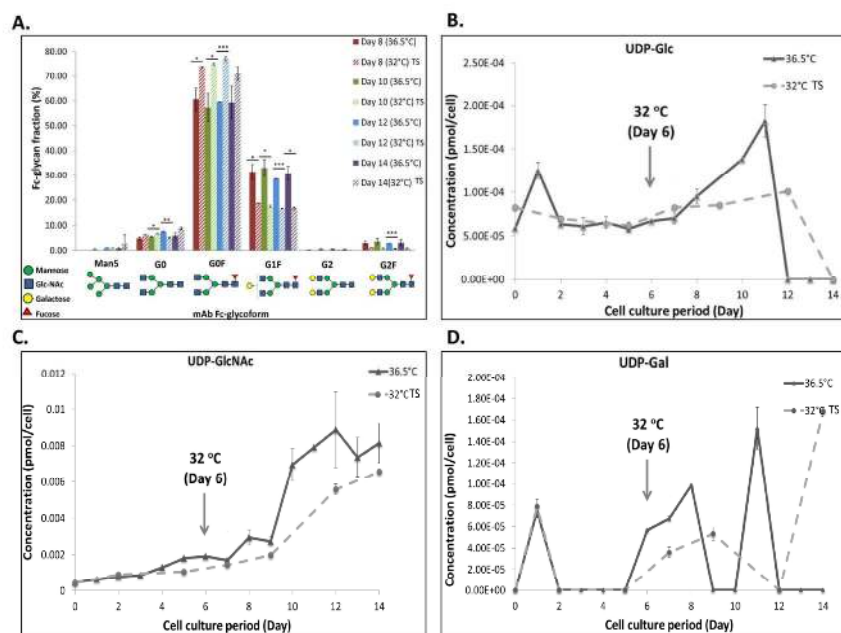 A.
Fc-glycan fraction (%)
80.00
70.00
60.00
50.00
40.00
30.00
20.00
10.00
0.00
* * *** ** * * *** * * ** ***
Day 8 (36.5°C)
Day 8 (32°C) TS
Day 10 (36.5°C)
Day 10 (32°C) TS
Day 12 (36.5°C)
Day 12 (32°C) TS
Day 14 (36.5°C)
Day 14(32°C) TS
Man5 G0 G0F G1F G2 G2F
Mannose
Glc-NAc
Galactose
Fucose
mAb Fc-glycoform
B.
UDP-Glc
Concentration (pmol/cell)
2.50E-04
2.00E-04
1.50E-04
1.00E-04
5.00E-05
0.00E+00
36.5°C
32°C TS
32 °C
(Day 6)
0 2 4 6 8 10 12 14
Cell culture period (Day)
C.
UDP-GlcNAc
Concentration (pmol/cell)
0.012
0.01
0.008
0.006
0.004
0.002
0
36.5°C
32°C TS
32 °C
(Day 6)
0 2 4 6 8 10 12 14
Cell culture period (Day)
D.
UDP-Gal
Concentration (pmol/cell)
2.00E-04
1.80E-04
1.60E-04
1.40E-04
1.20E-04
1.00E-04
8.00E-05
6.00E-05
4.00E-05
2.00E-05
0.00E+00
36.5°C
32°C TS
32 °C
(Day 6)
0 2 4 6 8 10 12 14
Cell culture period (Day)